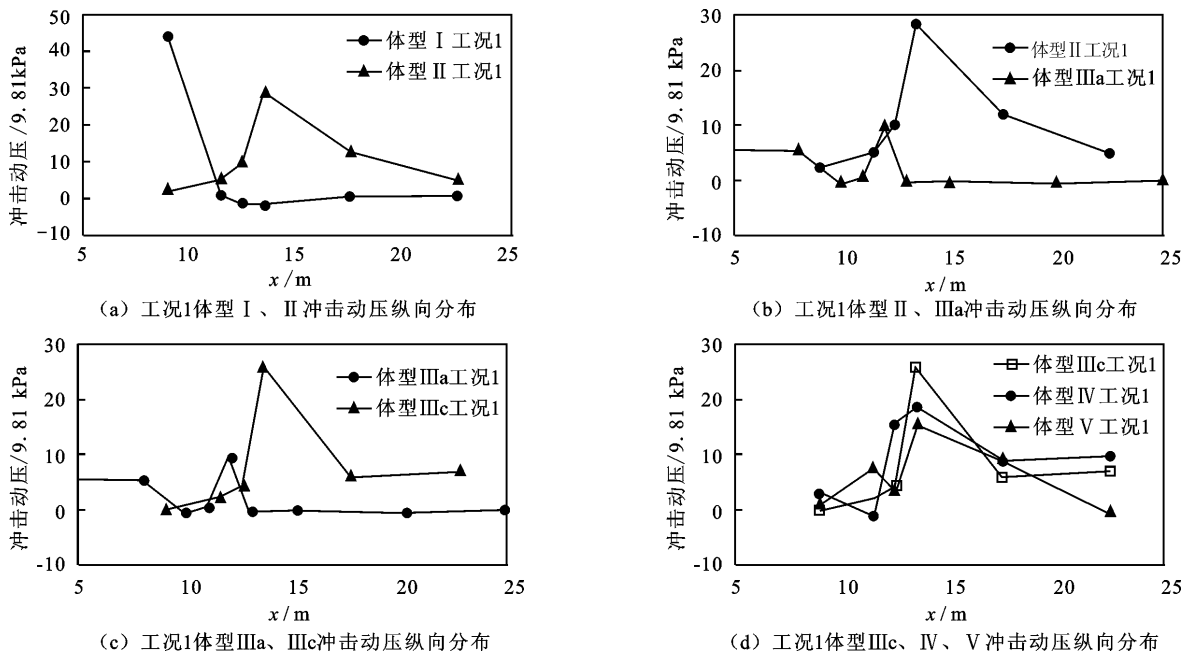 冲击动压/9.81kPa
50
40
30
20
10
0
-10
体型Ⅰ工况1
体型Ⅱ工况1
5 10 15 20 25
x/m
（a）工况1体型Ⅰ、Ⅱ冲击动压纵向分布
冲击动压/9.81 kPa
30
20
10
0
-10
体型Ⅱ工况1
体型Ⅲa工况1
5 10 15 20 25
x/m
（b）工况1体型Ⅱ、Ⅲa冲击动压纵向分布
冲击动压/9.81 kPa
30
20
10
0
-10
体型Ⅲa工况1
体型Ⅲc工况1
5 10 15 20 25
x/m
（c）工况1体型Ⅲa、Ⅲc冲击动压纵向分布
冲击动压/9.81 kPa
30
20
10
0
-10
体型Ⅲc工况1
体型Ⅳ工况1
体型Ⅴ工况1
5 10 15 20 25
x/m
（d）工况1体型Ⅲc、Ⅳ、Ⅴ冲击动压纵向分布